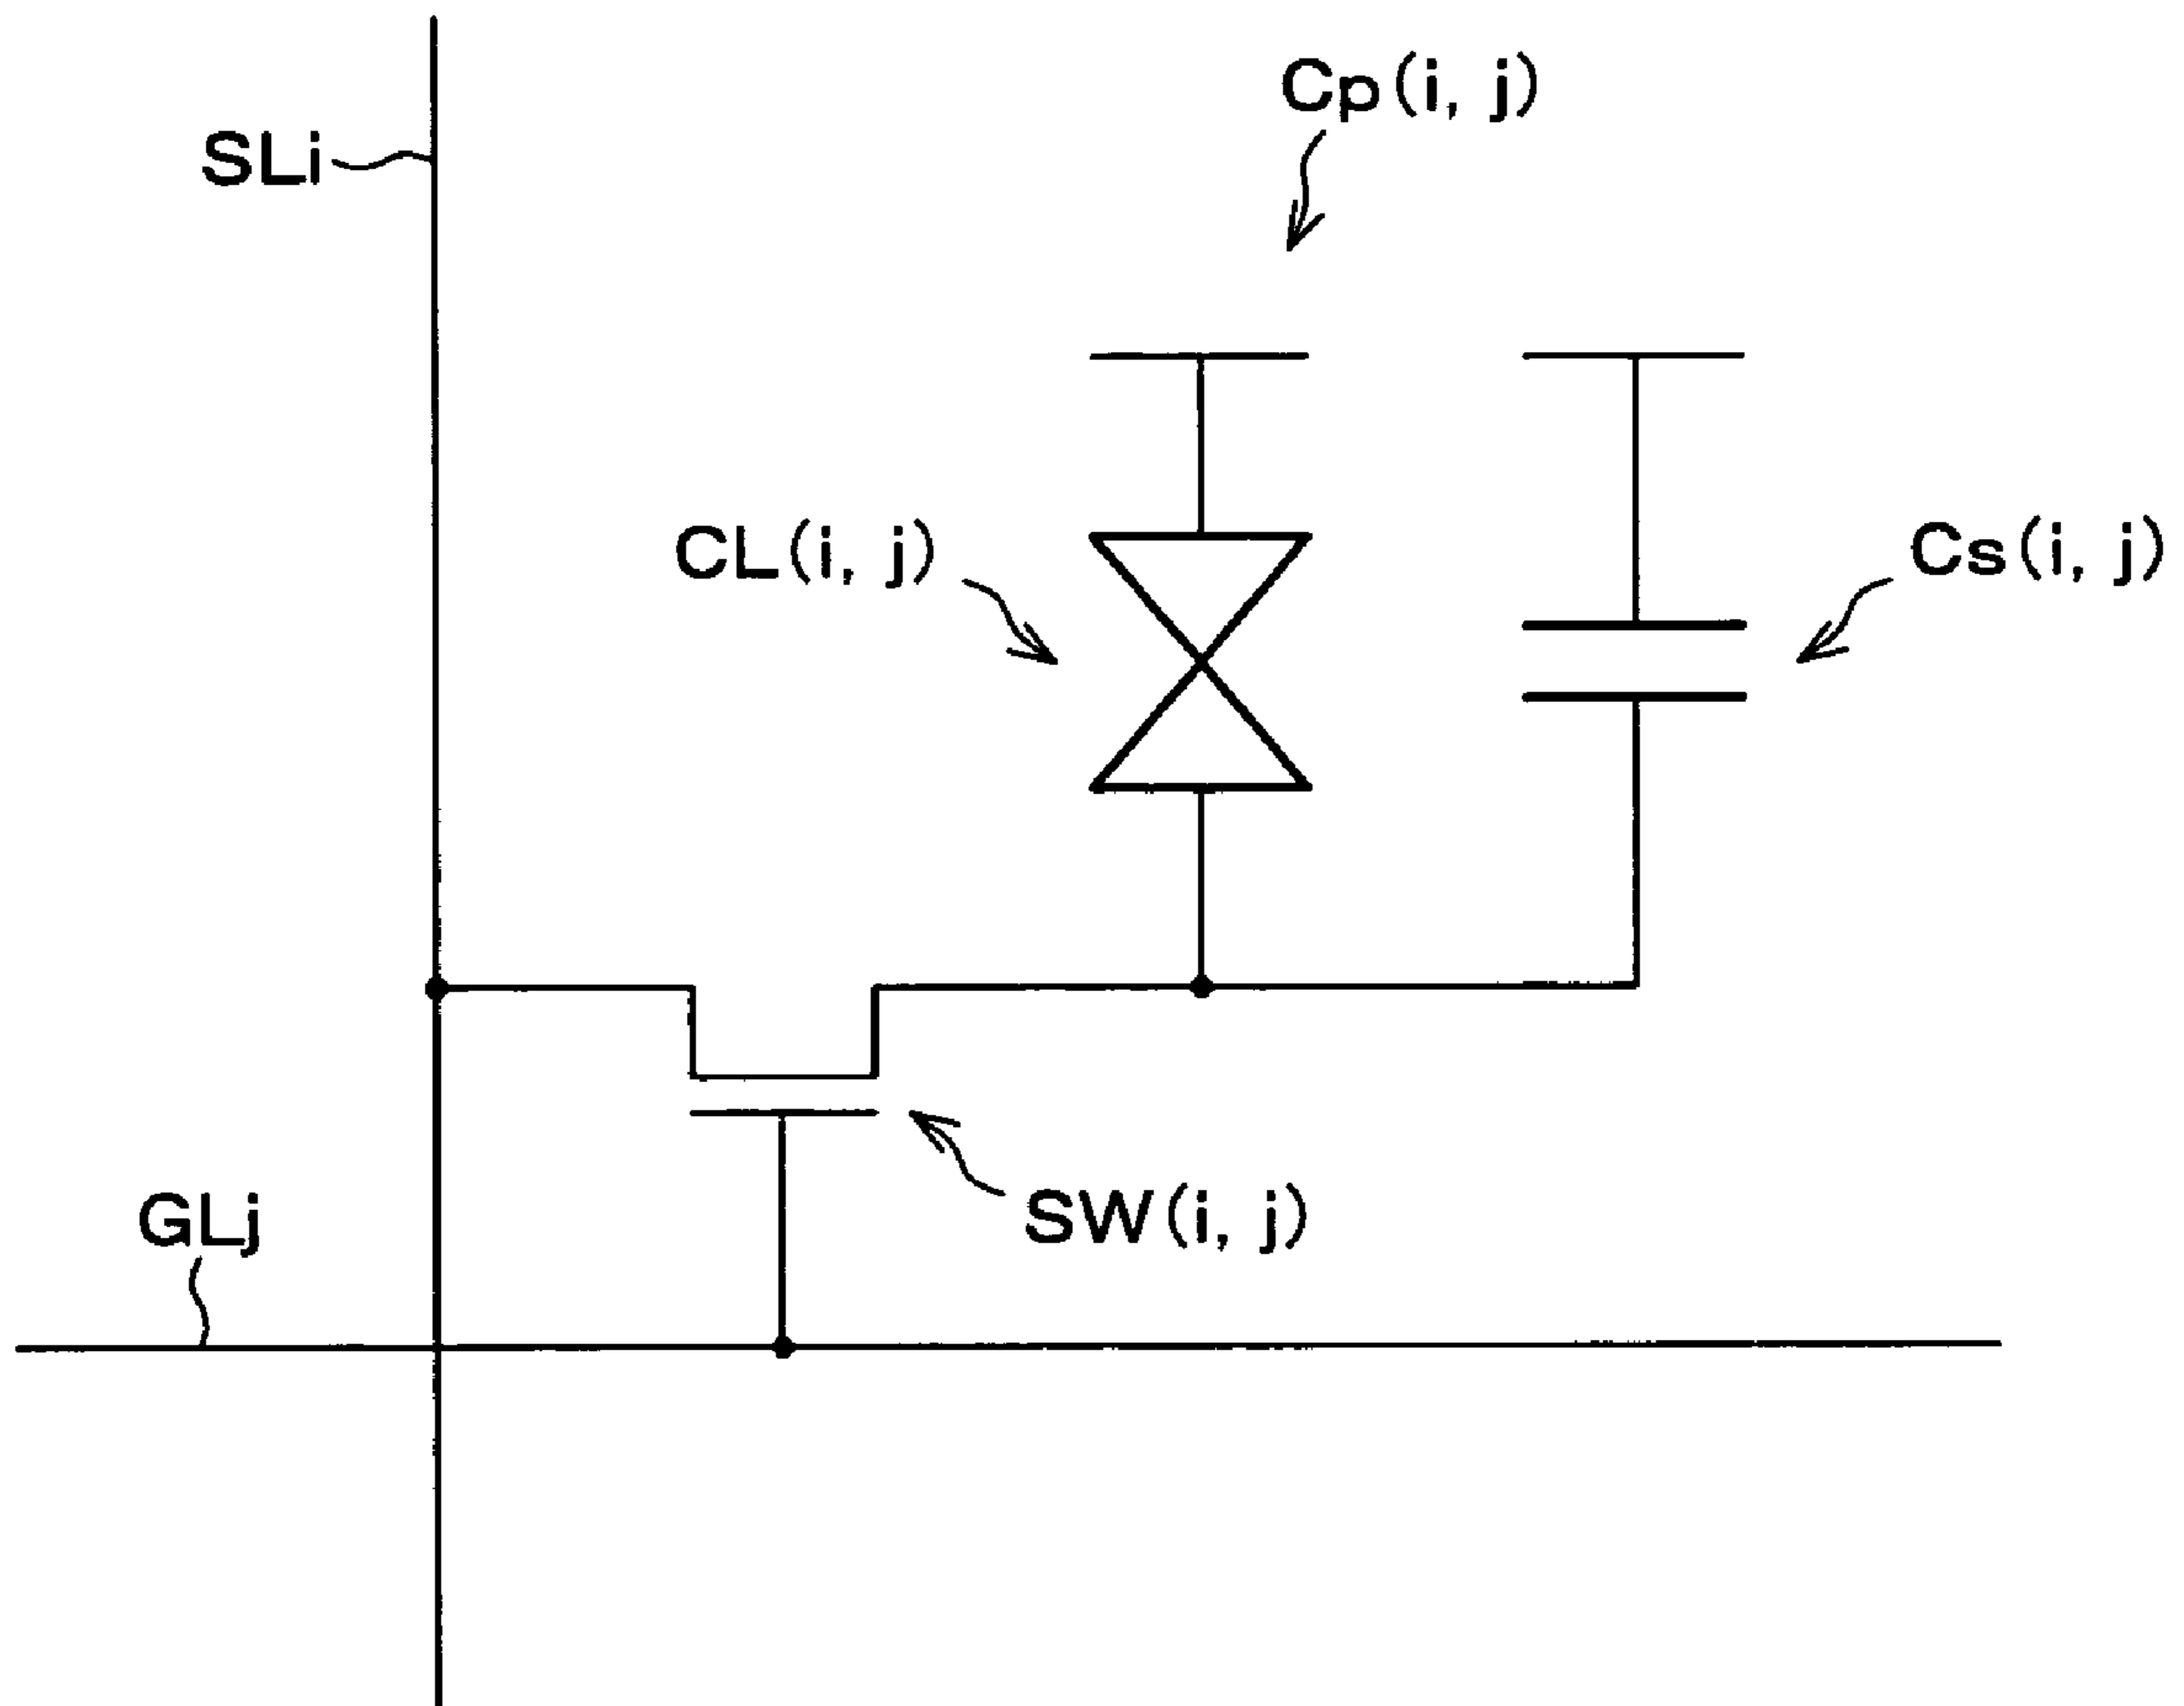 Cp(i, j)
SLi
CL(i, j)
Cs(i, j)
GLj
SW(i, j)